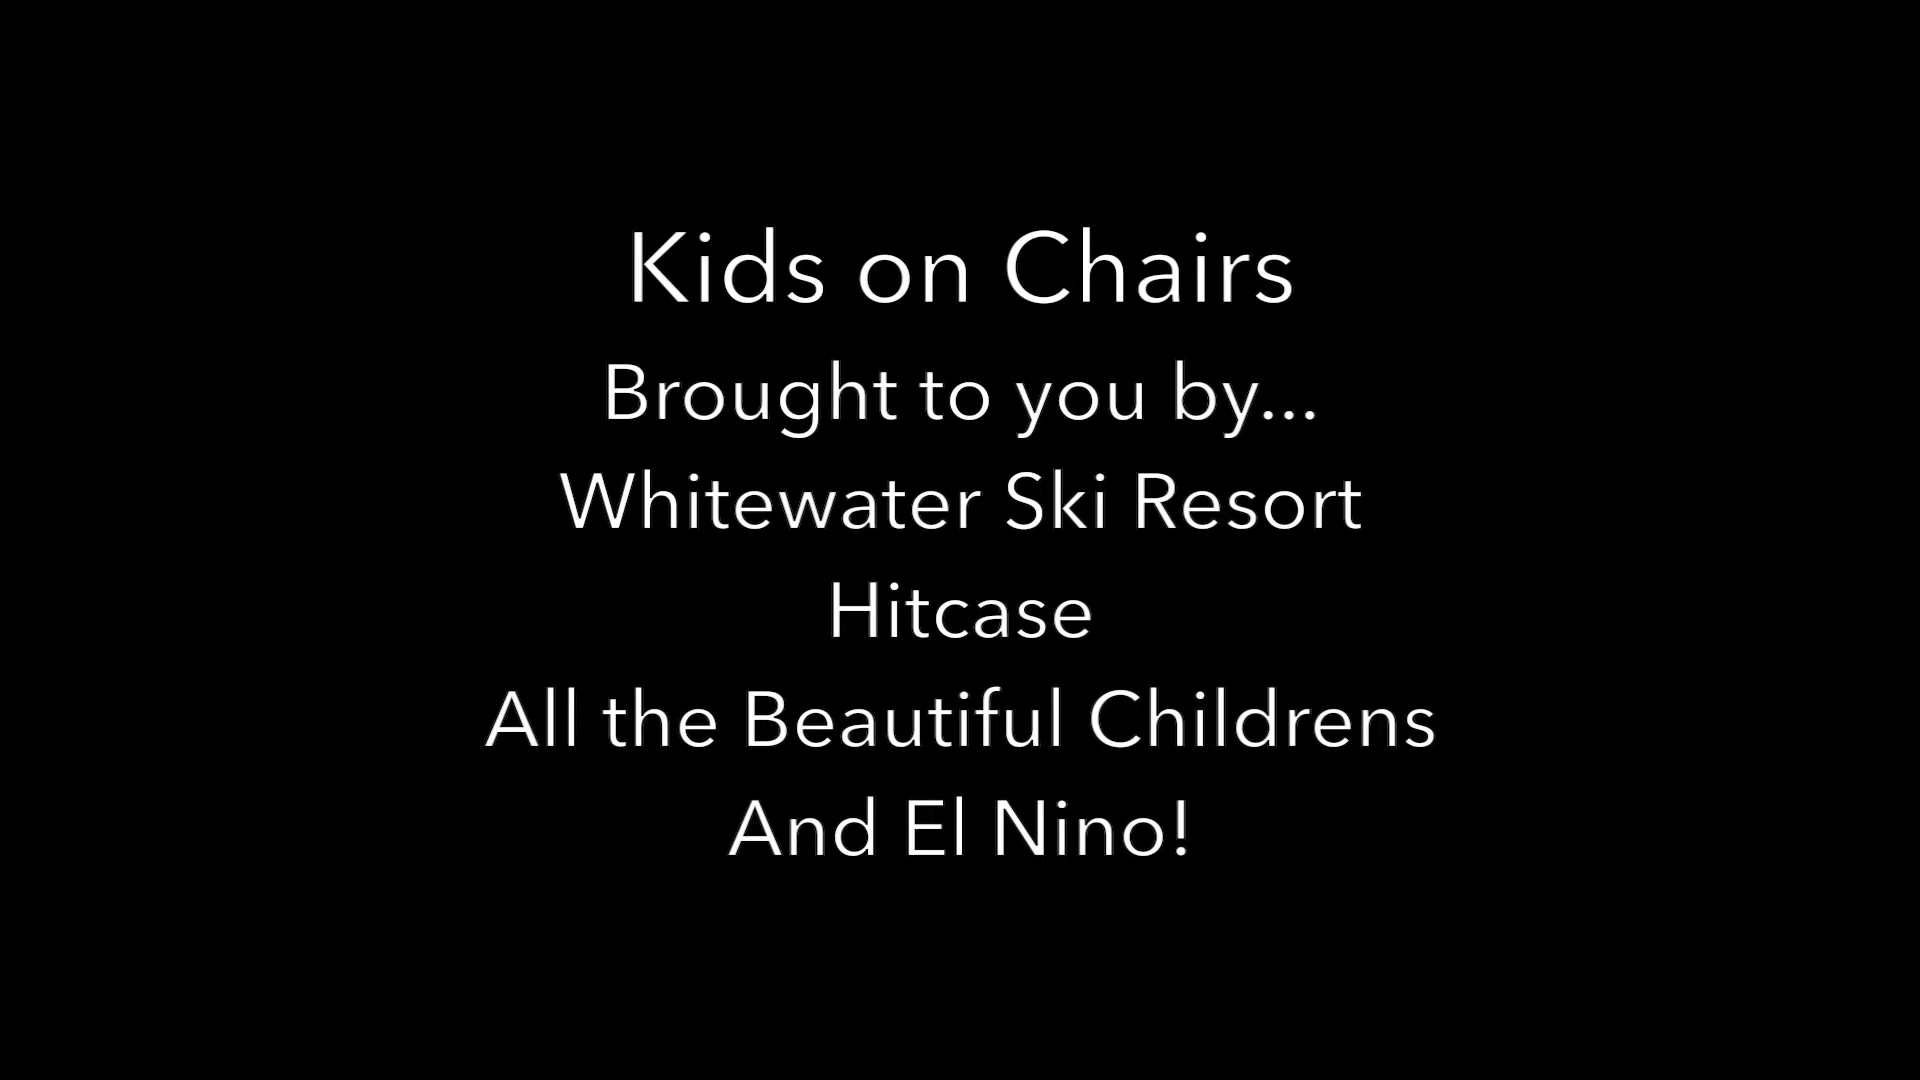 Kids on Chairs
Brought to you by...
Whitewater Ski Resort
Hitcase
All the Beautiful Childrens
And El Nino!